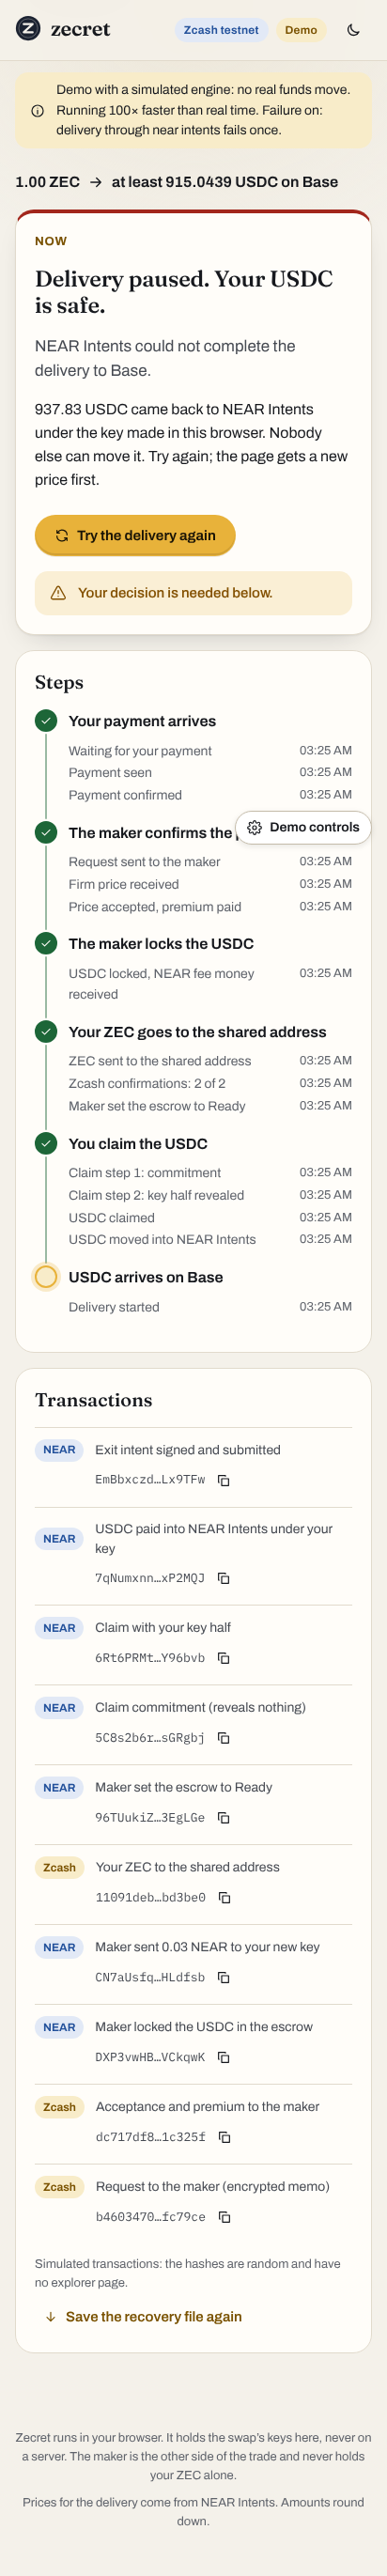 zecret
Zcash testnet
Demo
Demo with a simulated engine: no real funds move.
Running 100× faster than real time. Failure on:
delivery through near intents fails once.
1.00 ZEC → at least 915.0439 USDC on Base
NOW
Delivery paused. Your USDC
is safe.
NEAR Intents could not complete the
delivery to Base.
937.83 USDC came back to NEAR Intents
under the key made in this browser. Nobody
else can move it. Try again; the page gets a new
price first.
Try the delivery again
Your decision is needed below.
Steps
Your payment arrives
Waiting for your payment 03:25 AM
Payment seen 03:25 AM
Payment confirmed 03:25 AM
The maker confirms the
Demo controls
Request sent to the maker 03:25 AM
Firm price received 03:25 AM
Price accepted, premium paid 03:25 AM
The maker locks the USDC
USDC locked, NEAR fee money 03:25 AM
received
Your ZEC goes to the shared address
ZEC sent to the shared address 03:25 AM
Zcash confirmations: 2 of 2 03:25 AM
Maker set the escrow to Ready 03:25 AM
You claim the USDC
Claim step 1: commitment 03:25 AM
Claim step 2: key half revealed 03:25 AM
USDC claimed 03:25 AM
USDC moved into NEAR Intents 03:25 AM
USDC arrives on Base
Delivery started 03:25 AM
Transactions
NEAR Exit intent signed and submitted
EmBbxczd…Lx9TFw
NEAR USDC paid into NEAR Intents under your
key
7qNumxnn…xP2MQJ
NEAR Claim with your key half
6Rt6PRMt…Y96bvb
NEAR Claim commitment (reveals nothing)
5C8s2b6r…sGRgbj
NEAR Maker set the escrow to Ready
96TUukiZ…3EgLGe
Zcash Your ZEC to the shared address
11091deb…bd3be0
NEAR Maker sent 0.03 NEAR to your new key
CN7aUsfq…HLdfsb
NEAR Maker locked the USDC in the escrow
DXP3vwHB…VCkqwK
Zcash Acceptance and premium to the maker
dc717df8…1c325f
Zcash Request to the maker (encrypted memo)
b4603470…fc79ce
Simulated transactions: the hashes are random and have
no explorer page.
Save the recovery file again
Zecret runs in your browser. It holds the swap's keys here, never on
a server. The maker is the other side of the trade and never holds
your ZEC alone.
Prices for the delivery come from NEAR Intents. Amounts round
down.